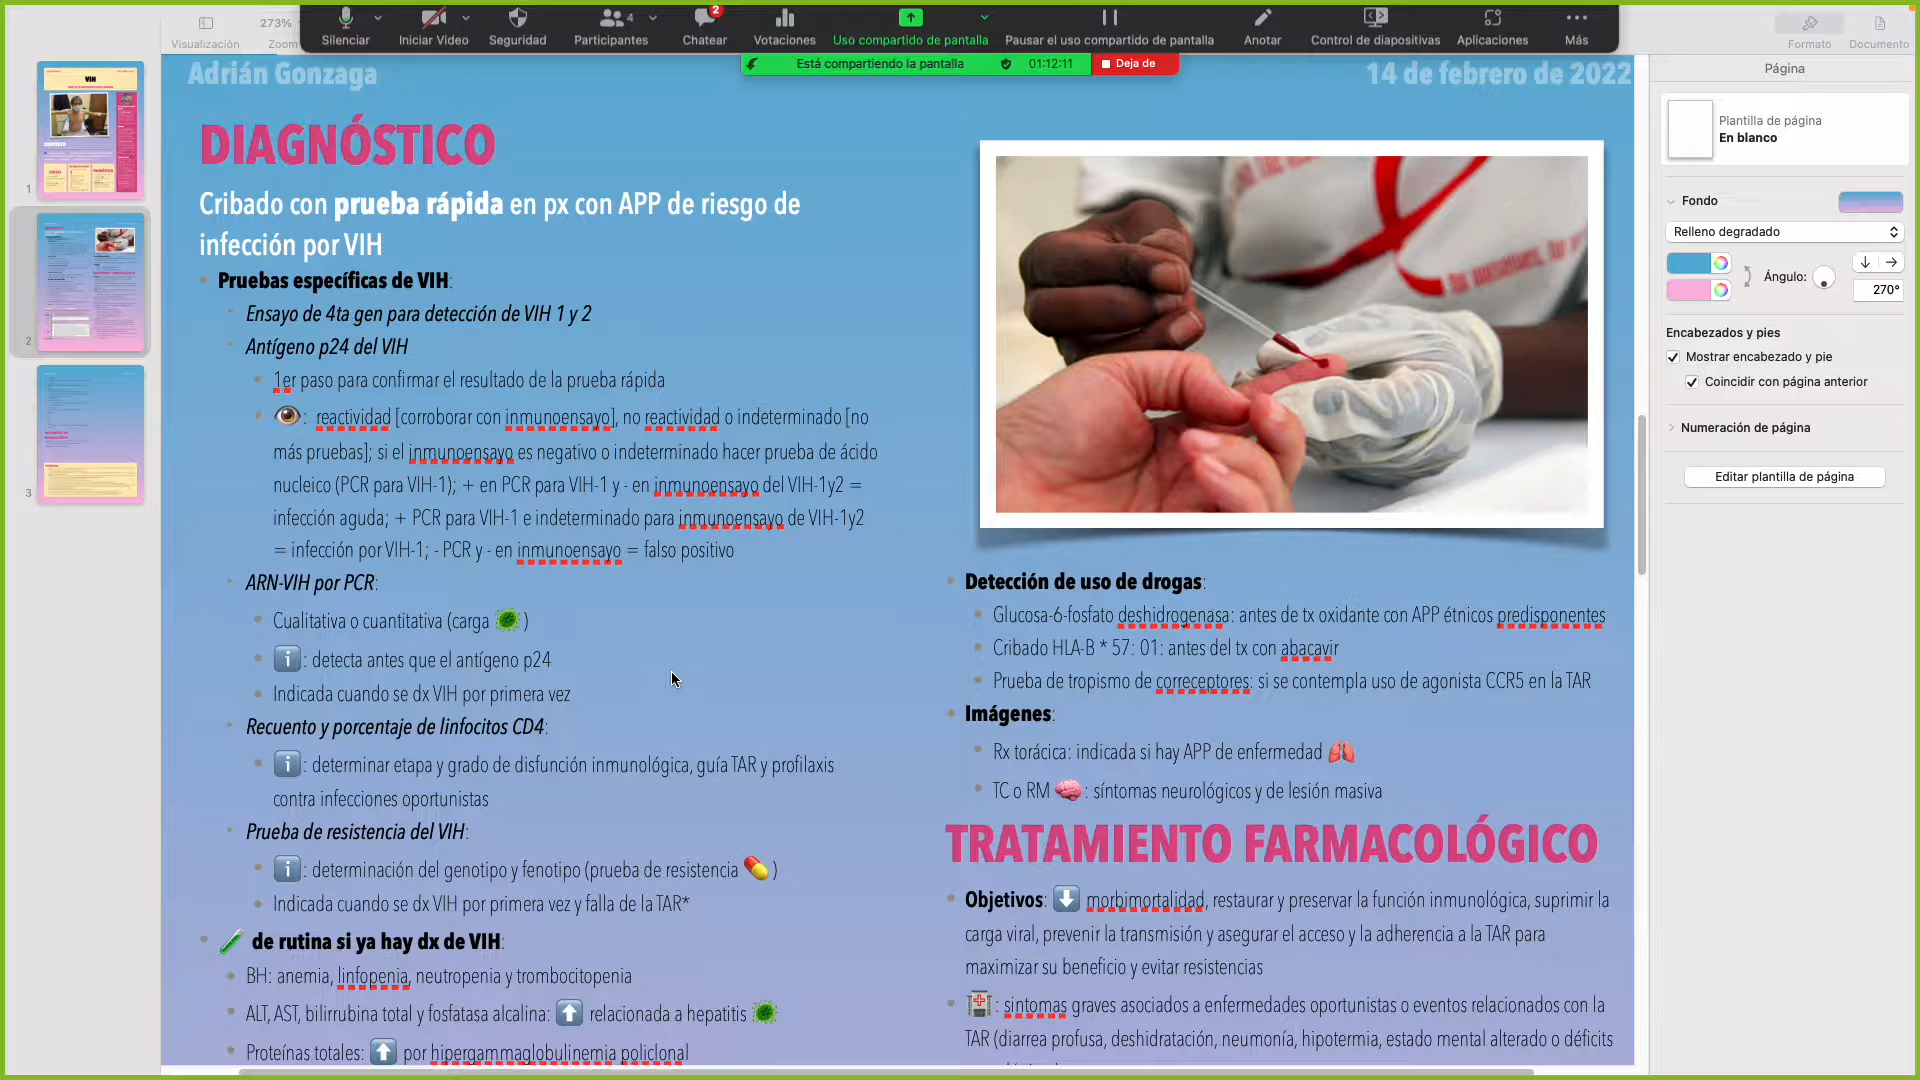 273%
Visualización
Zoom
Silenciar
Iniciar Video
Seguridad
4
Participantes
2
Chatear
Votaciones
Uso compartido de pantalla
Pausar el uso compartido de pantalla
Anotar
Control de diapositivas
Aplicaciones
Más
Formato
Documento
Está compartiendo la pantalla
01:12:11
Deja de
VIH
1
2
3
Adrián Gonzaga
14 de febrero de 2022
DIAGNÓSTICO
Cribado con prueba rápida en px con APP de riesgo de
infección por VIH
Pruebas específicas de VIH:
Ensayo de 4ta gen para detección de VIH 1 y 2
Antígeno p24 del VIH
1er paso para confirmar el resultado de la prueba rápida
👁: reactividad [corroborar con inmunoensayo], no reactividad o indeterminado [no
más pruebas]; si el inmunoensayo es negativo o indeterminado hacer prueba de ácido
nucleico (PCR para VIH-1); + en PCR para VIH-1 y - en inmunoensayo del VIH-1y2 =
infección aguda; + PCR para VIH-1 e indeterminado para inmunoensayo de VIH-1y2
= infección por VIH-1; - PCR y - en inmunoensayo = falso positivo
ARN-VIH por PCR:
Cualitativa o cuantitativa (carga 🦠)
ℹ️: detecta antes que el antígeno p24
Indicada cuando se dx VIH por primera vez
Recuento y porcentaje de linfocitos CD4:
ℹ️: determinar etapa y grado de disfunción inmunológica, guía TAR y profilaxis
contra infecciones oportunistas
Prueba de resistencia del VIH:
ℹ️: determinación del genotipo y fenotipo (prueba de resistencia 💊)
Indicada cuando se dx VIH por primera vez y falla de la TAR*
🧪 de rutina si ya hay dx de VIH:
BH: anemia, linfopenia, neutropenia y trombocitopenia
ALT, AST, bilirrubina total y fosfatasa alcalina: ⬆️ relacionada a hepatitis 🦠
Proteínas totales: ⬆️ por hipergammaglobulinemia policlonal
Detección de uso de drogas:
Glucosa-6-fosfato deshidrogenasa: antes de tx oxidante con APP étnicos predisponentes
Cribado HLA-B * 57: 01: antes del tx con abacavir
Prueba de tropismo de correceptores: si se contempla uso de agonista CCR5 en la TAR
Imágenes:
Rx torácica: indicada si hay APP de enfermedad 🫁
TC o RM 🧠: síntomas neurológicos y de lesión masiva
TRATAMIENTO FARMACOLÓGICO
Objetivos: ⬇️ morbimortalidad, restaurar y preservar la función inmunológica, suprimir la
carga viral, prevenir la transmisión y asegurar el acceso y la adherencia a la TAR para
maximizar su beneficio y evitar resistencias
🏥: sintomas graves asociados a enfermedades oportunistas o eventos relacionados con la
TAR (diarrea profusa, deshidratación, neumonía, hipotermia, estado mental alterado o déficits
Página
Plantilla de página
En blanco
Fondo
Relleno degradado
Ángulo:
270°
Encabezados y pies
Mostrar encabezado y pie
Coincidir con página anterior
Numeración de página
Editar plantilla de página